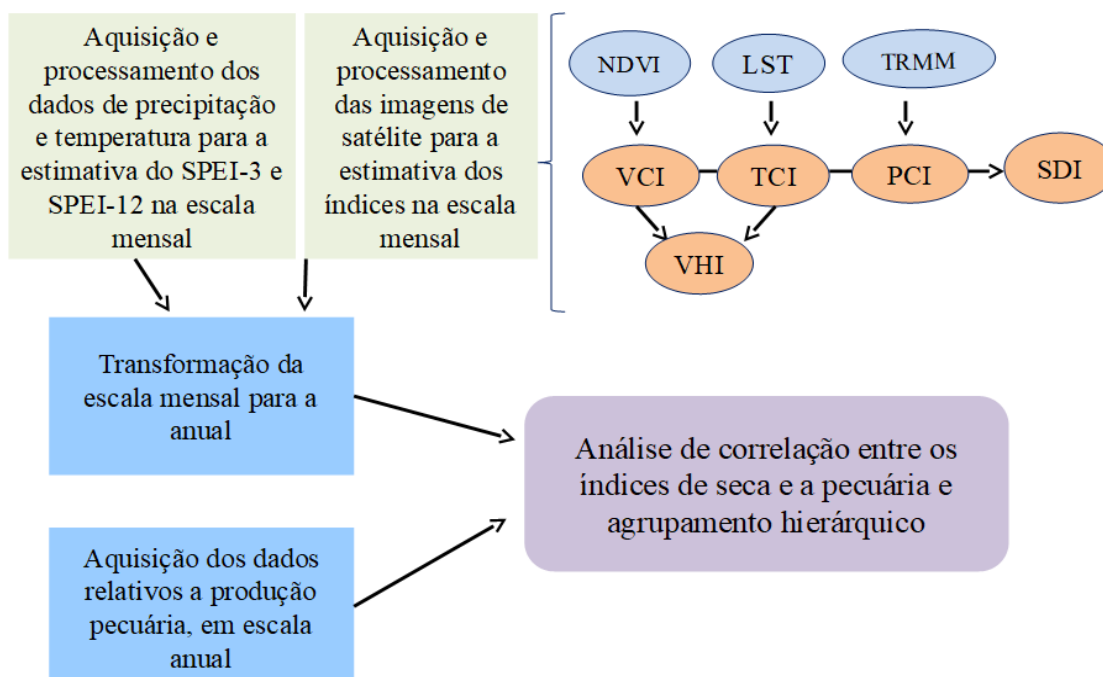 Aquisição e
processamento dos
dados de precipitação
e temperatura para a
estimativa do SPEI-3 e
SPEI-12 na escala
mensal
Aquisição e
processamento
das imagens de
satélite para a
estimativa dos
índices na escala
mensal
NDVI
LST
TRMM
VCI
TCI
PCI
SDI
VHI
Transformação da
escala mensal para a
anual
Análise de correlação entre os
índices de seca e a pecuária e
agrupamento hierárquico
Aquisição dos dados
relativos a produção
pecuária, em escala
anual